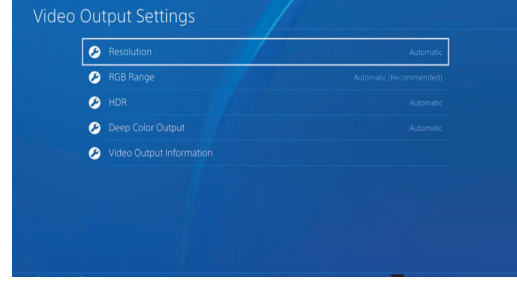 Video Output Settings
Resolution Automatic
RGB Range Automatic (Recommended)
HDR Automatic
Deep Color Output Automatic
Video Output Information